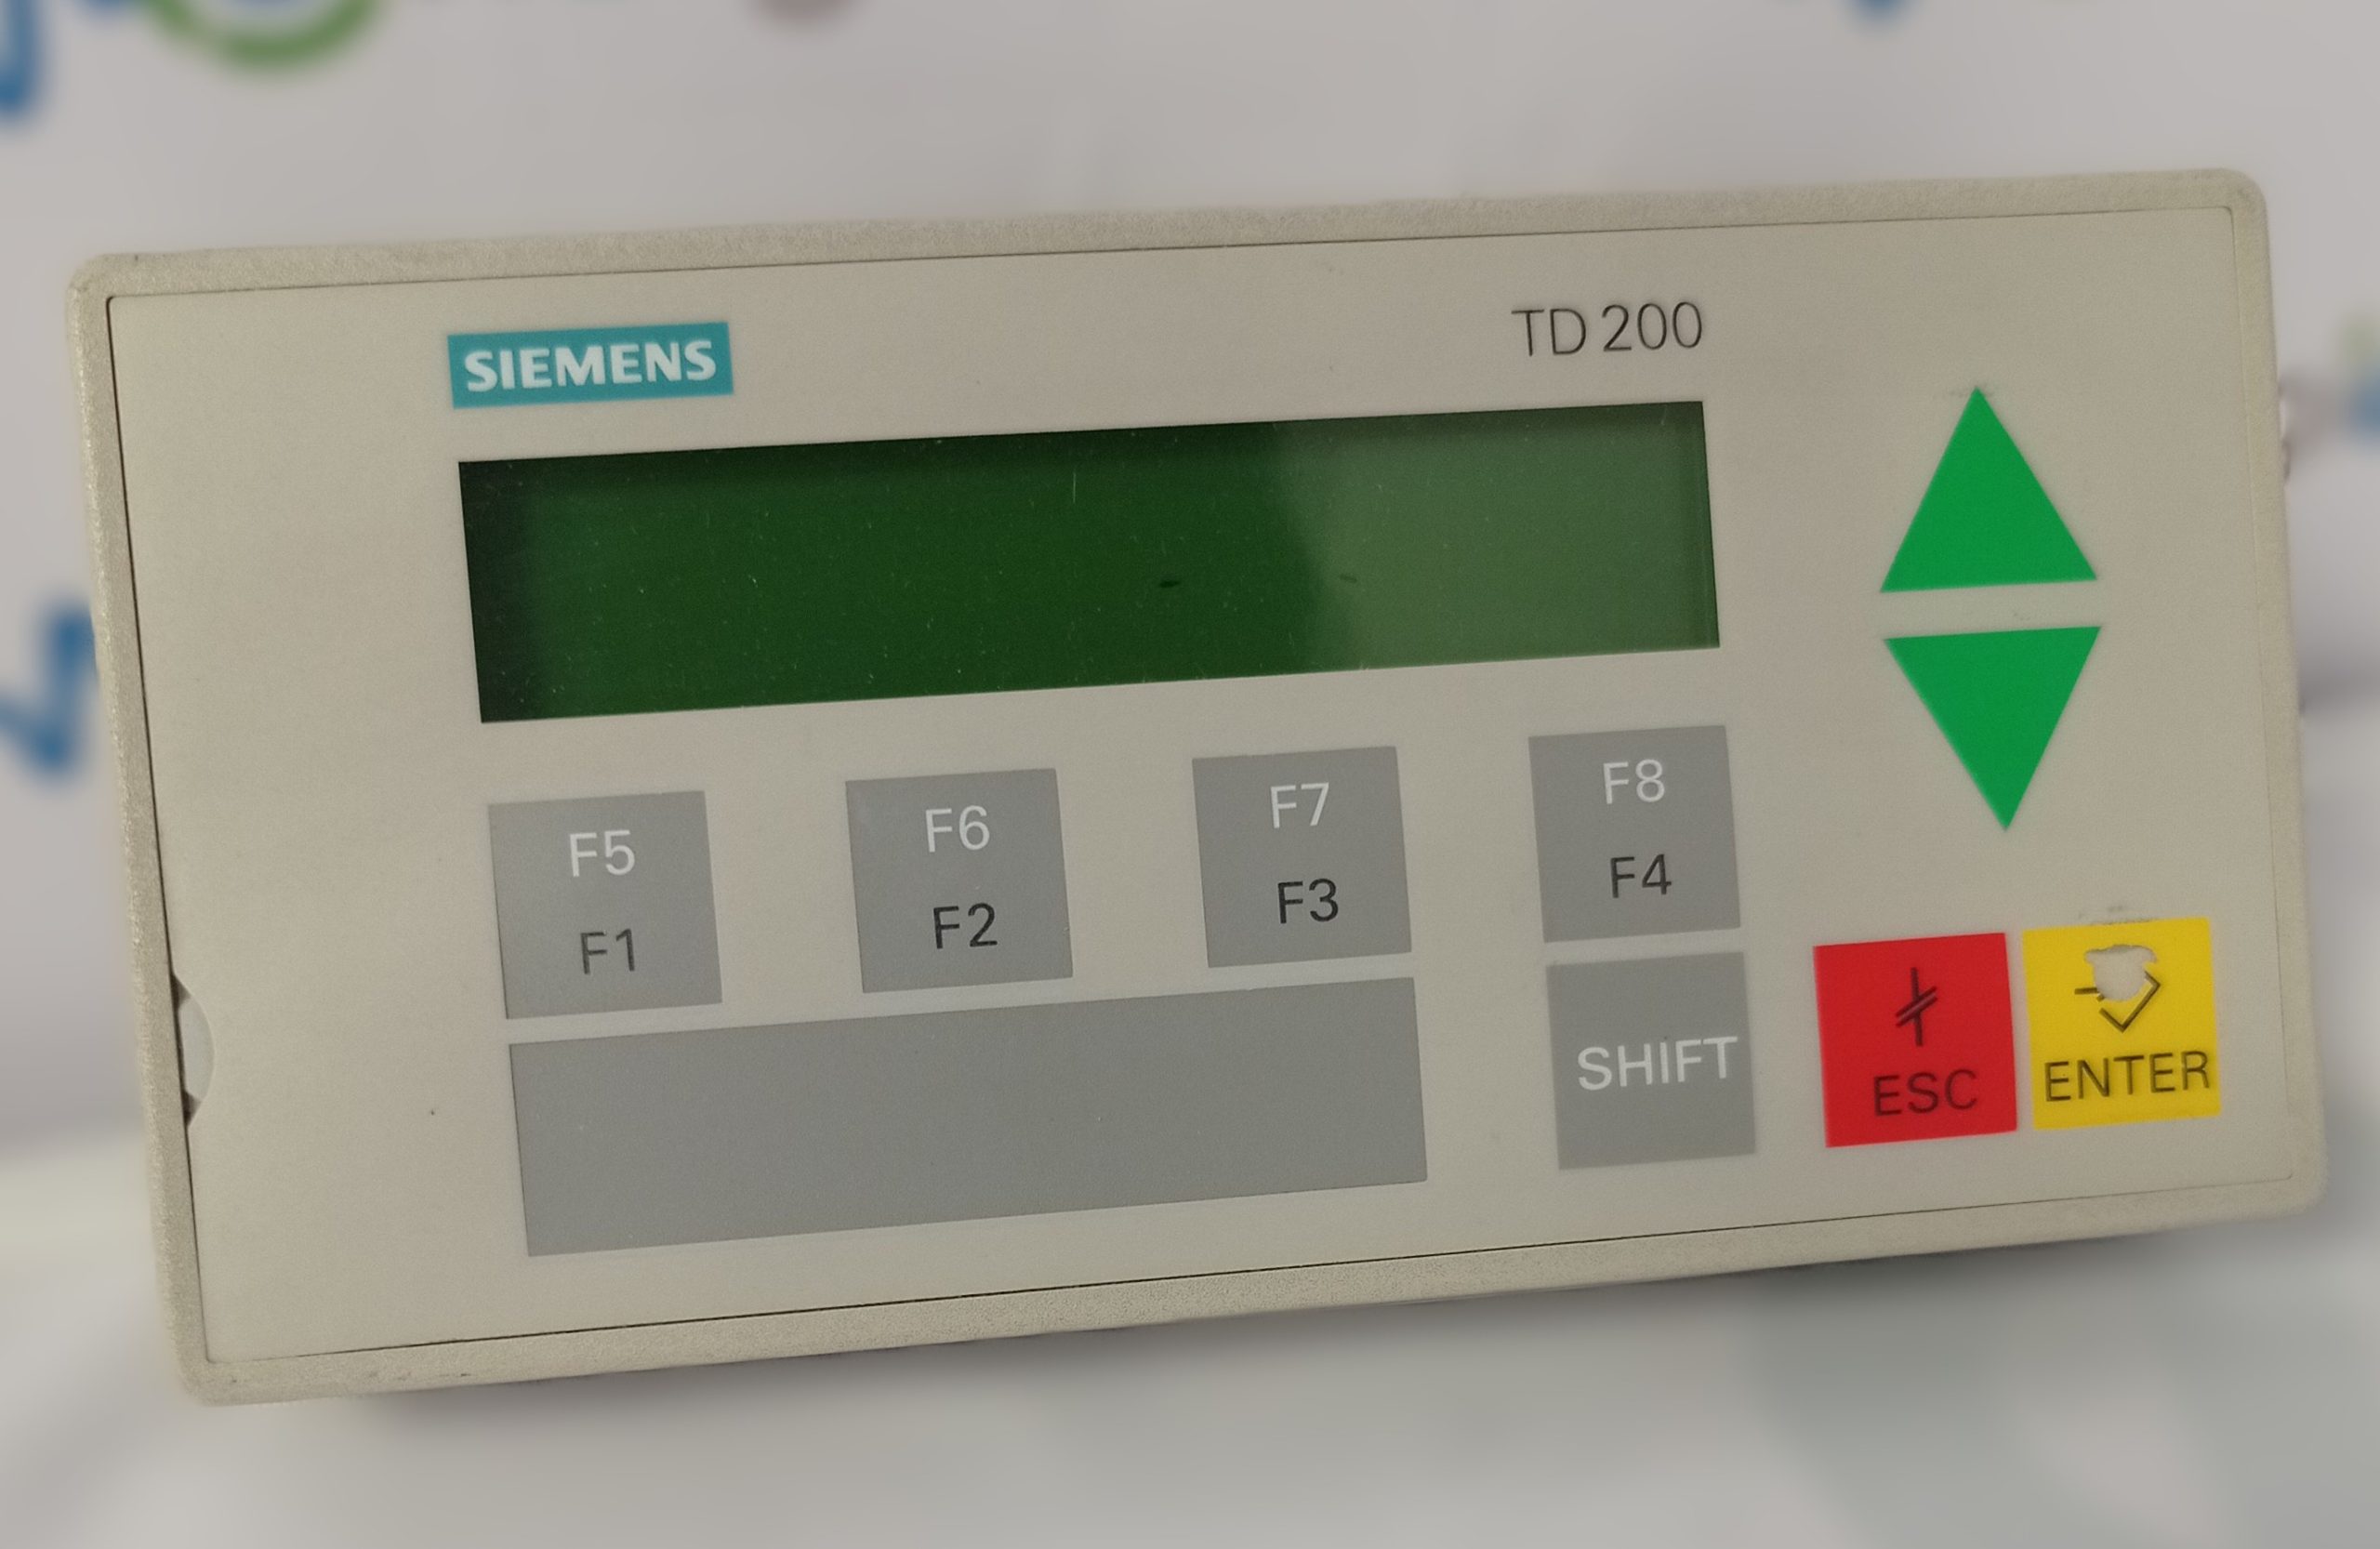 SIEMENS
TD 200
F5
F1
F6
F2
F7
F3
F8
F4
SHIFT
ESC
ENTER